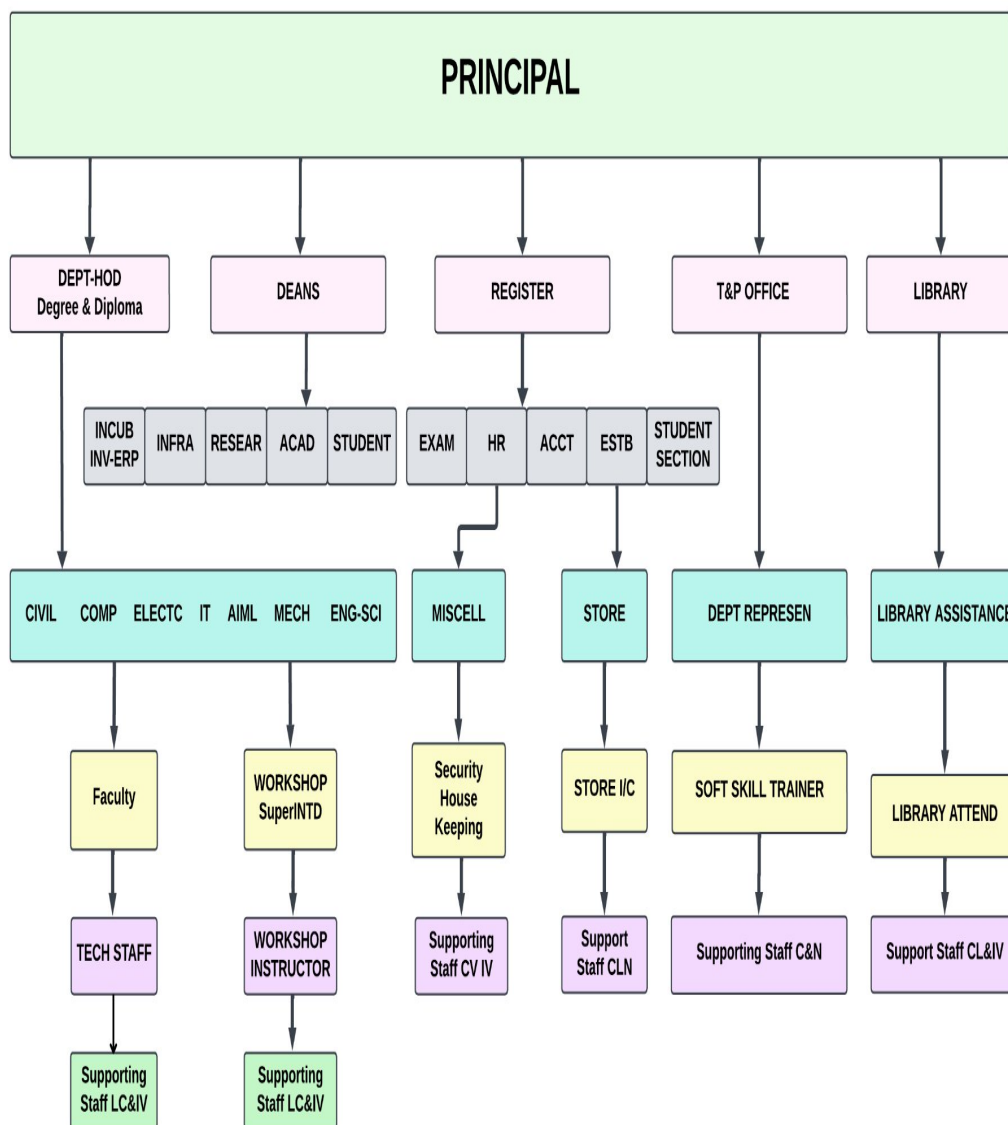 PRINCIPAL
DEPT-HOD
Degree & Diploma
DEANS
REGISTER
T&P OFFICE
LIBRARY
INCUB
INV-ERP
INFRA
RESEAR
ACAD
STUDENT
EXAM
HR
ACCT
ESTB
STUDENT
SECTION
CIVIL COMP ELECTC IT AIML MECH ENG-SCI
MISCELL
STORE
DEPT REPRESEN
LIBRARY ASSISTANCE
Faculty
WORKSHOP
SuperINTD
Security
House
Keeping
STORE I/C
SOFT SKILL TRAINER
LIBRARY ATTEND
TECH STAFF
WORKSHOP
INSTRUCTOR
Supporting
Staff CV IV
Support
Staff CLN
Supporting Staff C&N
Support Staff CL&IV
Supporting
Staff LC&IV
Supporting
Staff LC&IV